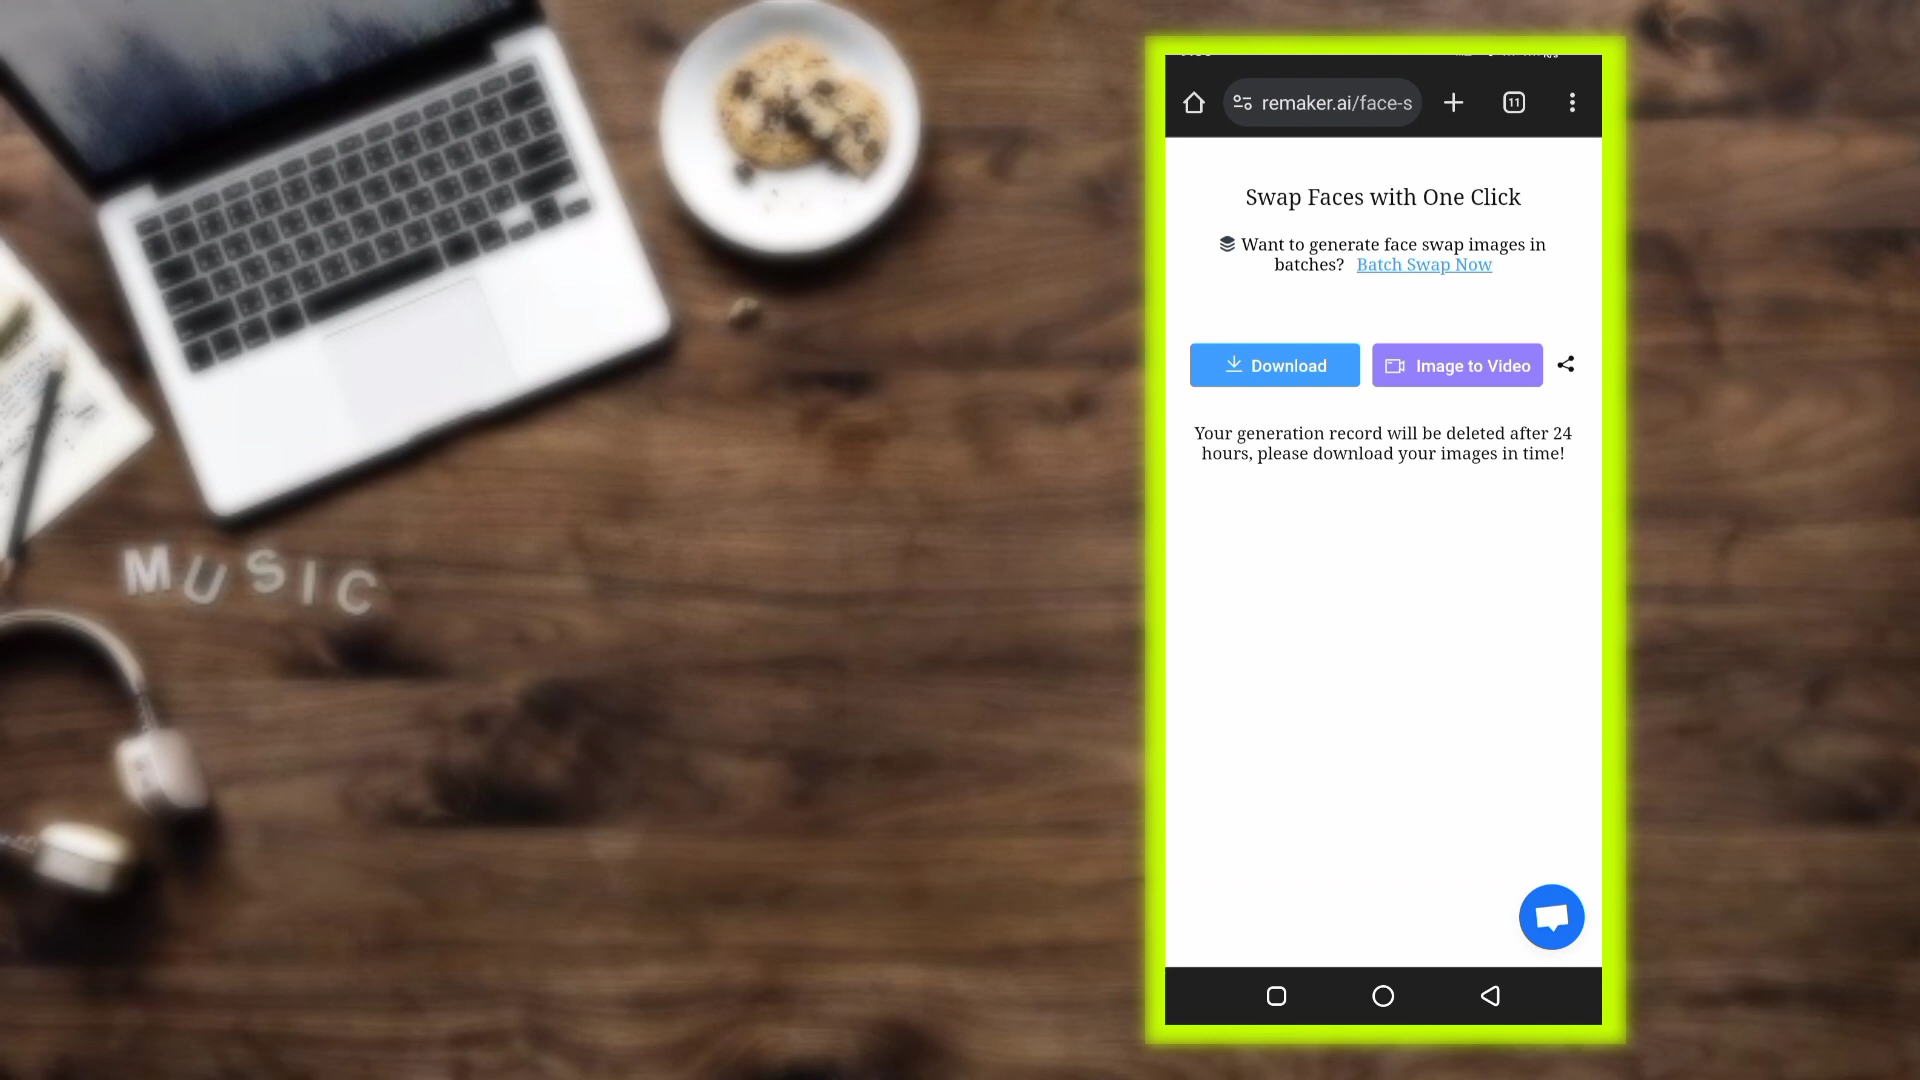 MUSIC
remaker.ai/face-s
11
Swap Faces with One Click
Want to generate face swap images in
batches? Batch Swap Now
Download
Image to Video
Your generation record will be deleted after 24
hours, please download your images in time!